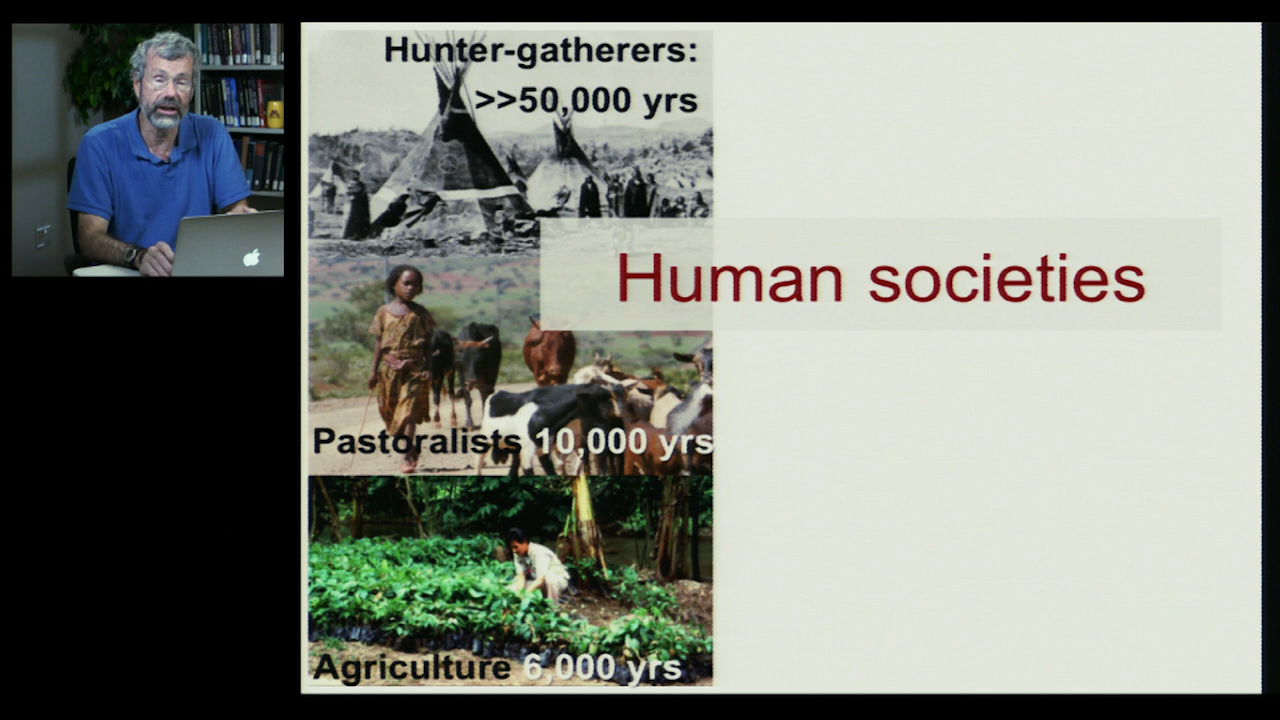 Hunter-gatherers:
>>50,000 yrs
Human societies
Pastoralists 10,000 yrs
Agriculture 6,000 yrs